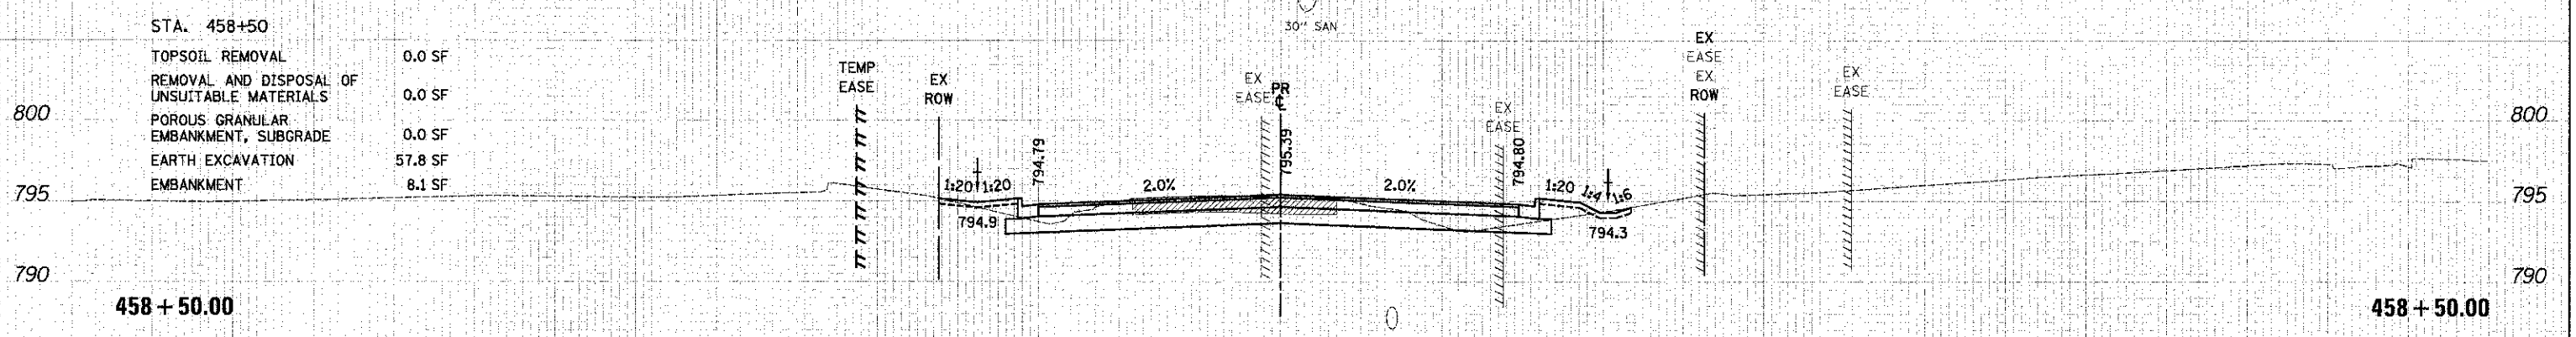 STA. 458+50
TOPSOIL REMOVAL 0.0 SF
REMOVAL AND DISPOSAL OF
UNSUITABLE MATERIALS 0.0 SF
POROUS GRANULAR
EMBANKMENT, SUBGRADE 0.0 SF
EARTH EXCAVATION 57.8 SF
EMBANKMENT 8.1 SF
30" SAN
TEMP
EASE
EX
ROW
EX
EASE
PR
℄
EX
EASE
EX
EASE
EX
ROW
EX
EASE
800
800
795
795
790
790
794.79
795.39
794.80
1:20
1:20
2.0%
2.0%
1:20
1:4
1:6
794.9
794.3
458+50.00
458+50.00